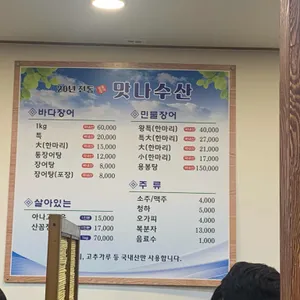 20년 전통 맛나수산
바다장어
1kg 60,000
특 20,000
大(한마리) 15,000
통장어탕 12,000
장어탕 8,000
장어탕(포장) 8,000
살아있는
15,000
17,000
70,000
민물장어
왕특(한마리) 40,000
특大(한마리) 27,000
大(한마리) 21,000
小(한마리) 17,000
용봉탕 150,000
주 류
소주/맥주 4,000
청하 5,000
오가피 4,000
복분자 13,000
음료수 1,000
고추가루 등 국내산만 사용합니다.